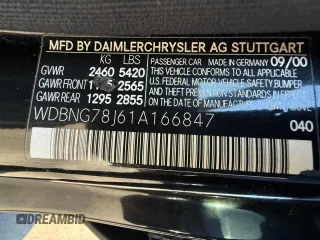 MFD BY DAIMLERCHRYSLER AG STUTTGART
KG LBS PASSENGER CAR MADE IN GERMANY 09/00
GVWR 2460 5420
GAWR FRONT 2565
GAWR REAR 1295 2855
THIS VEHICLE CONFORMS TO ALL APPLICABLE FEDERAL MOTOR VEHICLE SAFETY BUMPER AND THEFT PREVENTION STANDARDS IN EFFECT ON THE DATE OF MANUFACTURE SHOWN ABOVE
WDBNG78J61A166847
040
DREAMBID